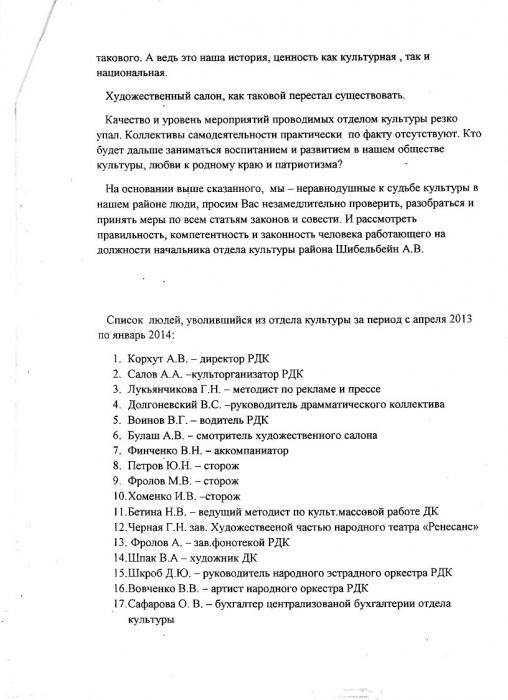 такового. А ведь это наша история, ценность как культурная , так и
национальная.
Художественный салон, как таковой перестал существовать.
Качество и уровень мероприятий проводимых отделом культуры резко
упал. Коллективы самодеятельности практически по факту отсутствуют. Кто
будет дальше заниматься воспитанием и развитием в нашем обществе
культуры, любви к родному краю и патриотизма?
На основании выше сказанного, мы – неравнодушные к судьбе культуры в
нашем районе люди, просим Вас незамедлительно проверить, разобраться и
принять меры по всем статьям законов и совести. И рассмотреть
правильность, компетентность и законность человека работающего на
должности начальника отдела культуры района Шибельбейн А.В.
Список людей, уволившийся из отдела культуры за период с апреля 2013
по январь 2014:
1. Корхут А.В. – директор РДК
2. Салов А.А. –культорганизатор РДК
3. Лукьянчикова Г.Н. – методист по рекламе и прессе
4. Долгоневский В.С. –руководитель драмматического коллектива
5. Воинов В.Г. – водитель РДК
6. Булаш А.В. – смотритель художественного салона
7. Финченко В.Н. – аккомпаниатор
8. Петров Ю.Н. – сторож
9. Фролов М.В. – сторож
10.Хоменко И.В. –сторож
11.Бетина Н.В. – ведущий методист по культ.массовой работе ДК
12.Черная Г.Н. зав. Художествееной частью народного театра «Ренесанс»
13. Фролов А. – зав.фонотекой РДК
14.Шпак В.А – художник ДК
15.Шкроб Д.Ю. – руководитель народного эстрадного оркестра РДК
16.Вовченко В.В. – артист народного оркестра РДК
17.Сафарова О. В. – бухгалтер централизованой бухгалтерии отдела
культуры